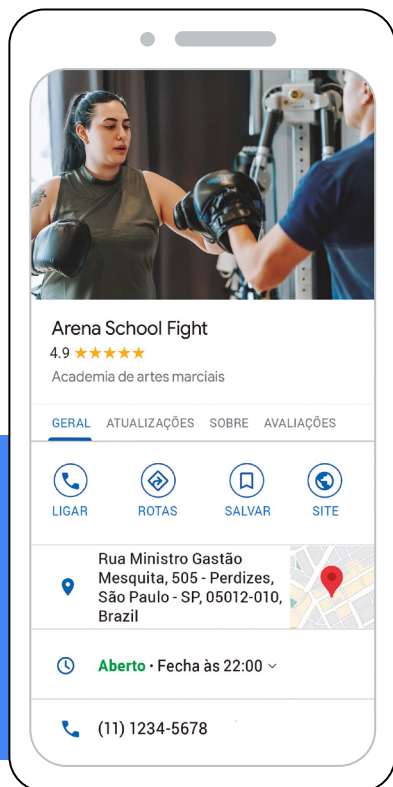 Arena School Fight
4.9
Academia de artes marciais
GERAL ATUALIZAÇÕES SOBRE AVALIAÇÕES
LIGAR ROTAS SALVAR SITE
Rua Ministro Gastão
Mesquita, 505 - Perdizes,
São Paulo - SP, 05012-010,
Brazil
Aberto · Fecha às 22:00
(11) 1234-5678